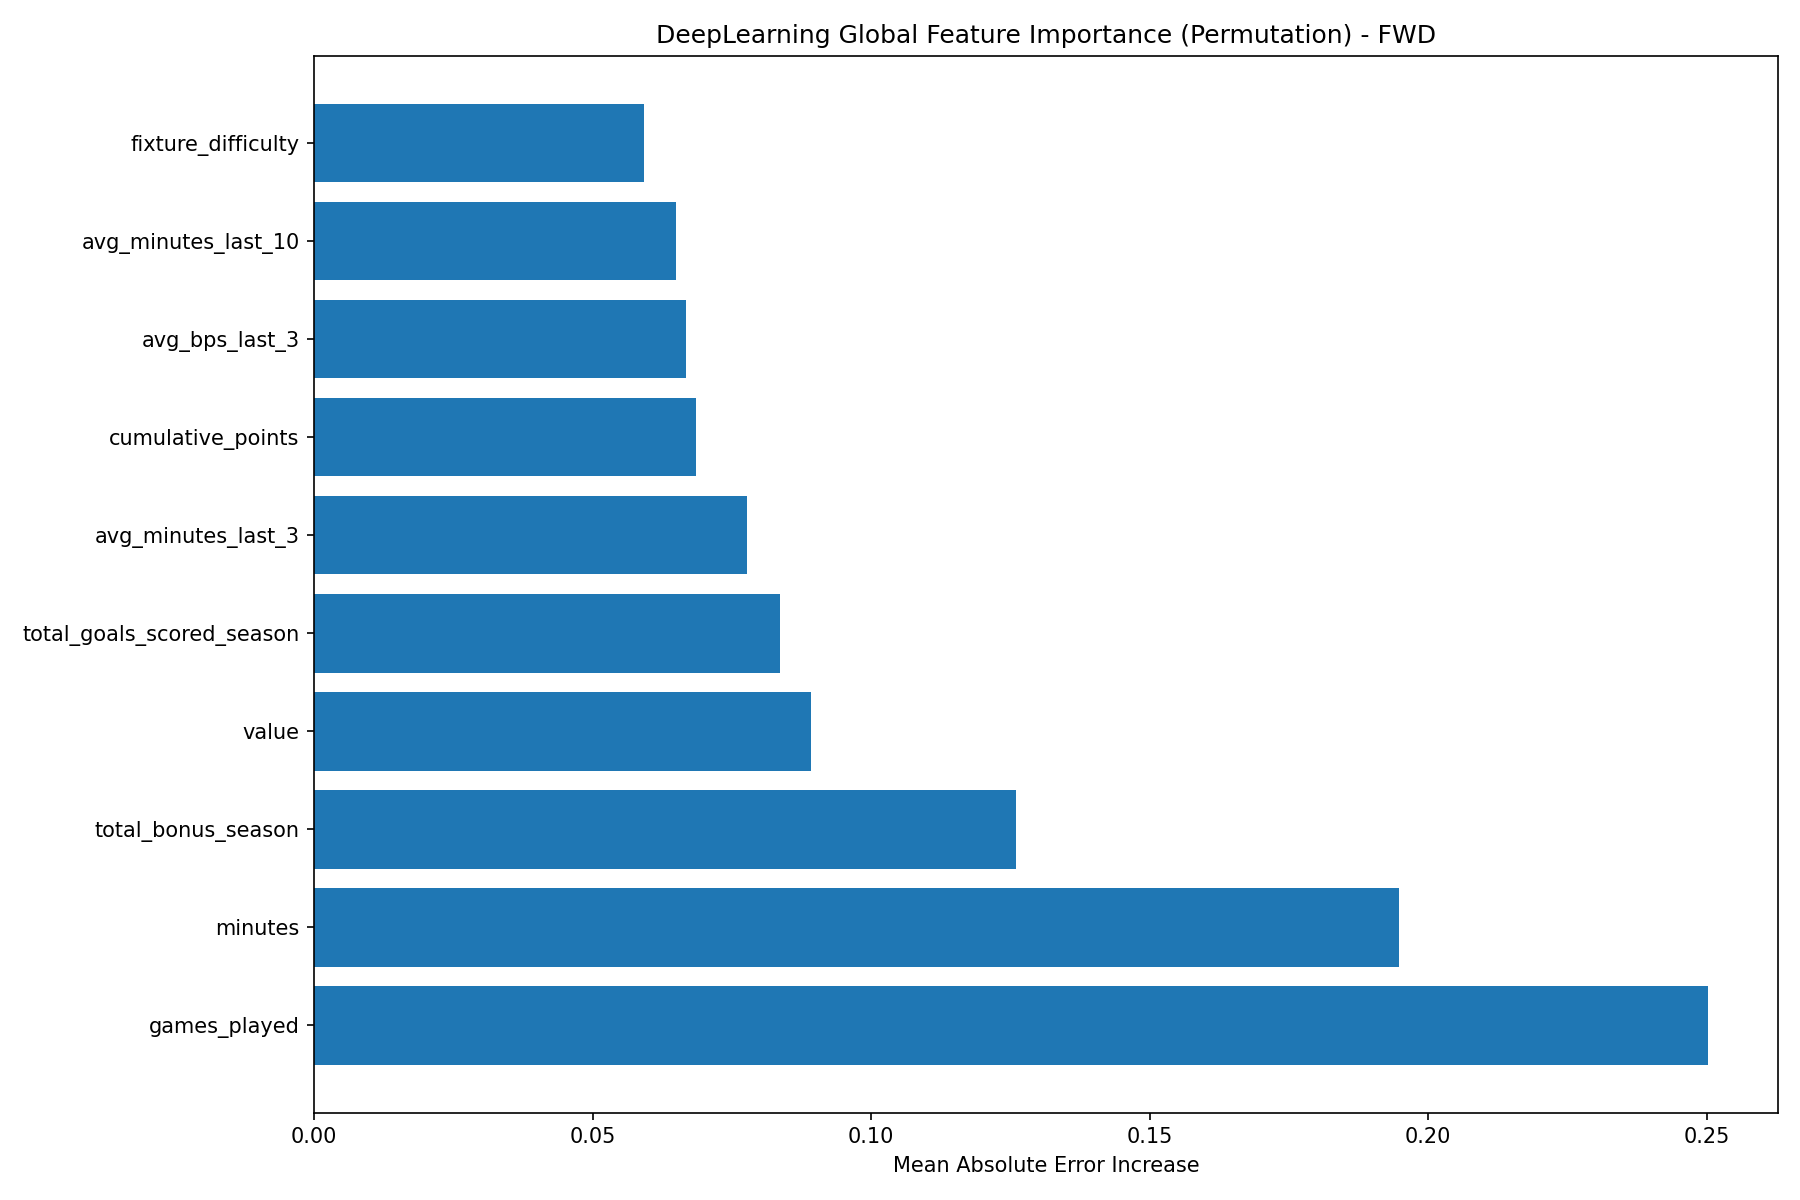 DeepLearning Global Feature Importance (Permutation) - FWD
fixture_difficulty
avg_minutes_last_10
avg_bps_last_3
cumulative_points
avg_minutes_last_3
total_goals_scored_season
value
total_bonus_season
minutes
games_played
0.00 0.05 0.10 0.15 0.20 0.25
Mean Absolute Error Increase